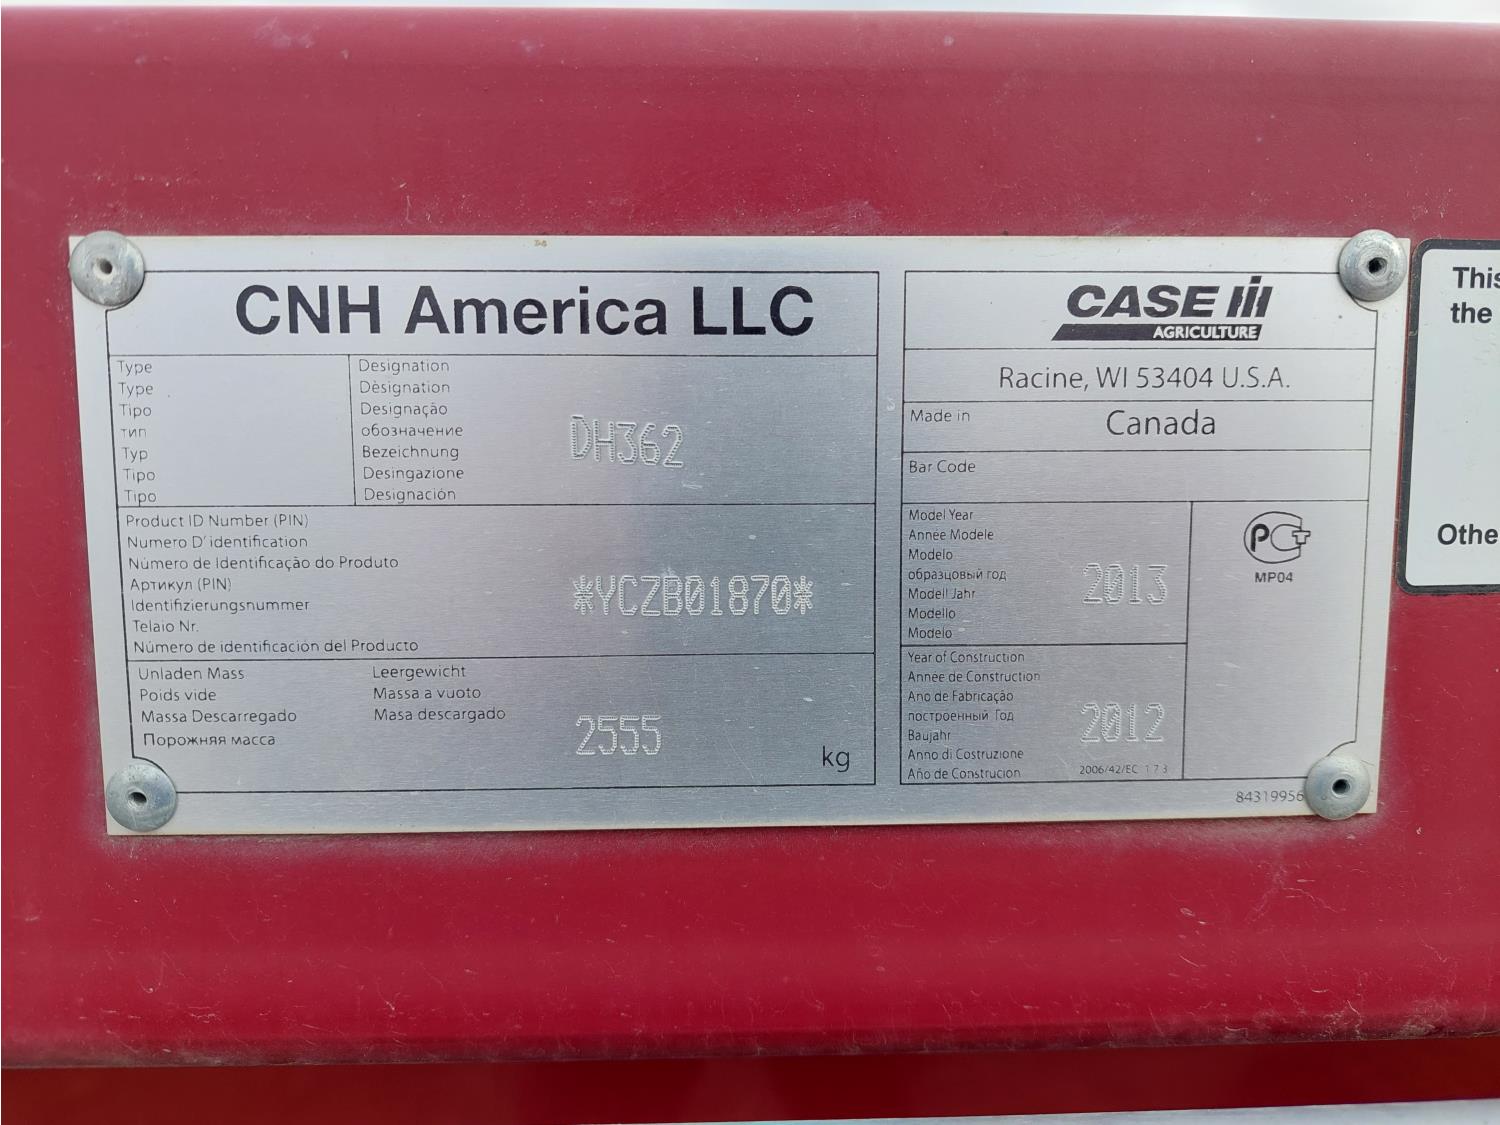 CNH America LLC
Type
Type
Tipo
тип
Typ
Tipo
Tipo
Designation
Dèsignation
Designação
обозначение
Bezeichnung
Desingazione
Designación
DH362
Product ID Number (PIN)
Numero D'identification
Número de Identificação do Produto
Артикул (PIN)
Identifizierungsnummer
Telaio Nr.
Número de identificación del Producto
*YCZB01870*
Unladen Mass
Poids vide
Massa Descarregado
Порожняя масса
Leergewicht
Massa a vuoto
Masa descargado
2555
kg
CASE IH
AGRICULTURE
Racine, WI 53404 U.S.A.
Made in
Canada
Bar Code
Model Year
Année Modele
Modelo
образцовый год
Modell Jahr
Modello
Modelo
2013
Year of Construction
Année de Construction
Ano de Fabricação
построенный Год
Baujahr
Anno di Costruzione
Año de Construcion
2012
2006/42/EC 1 7 3
РСТ
MP04
84319956
This
the
Othe